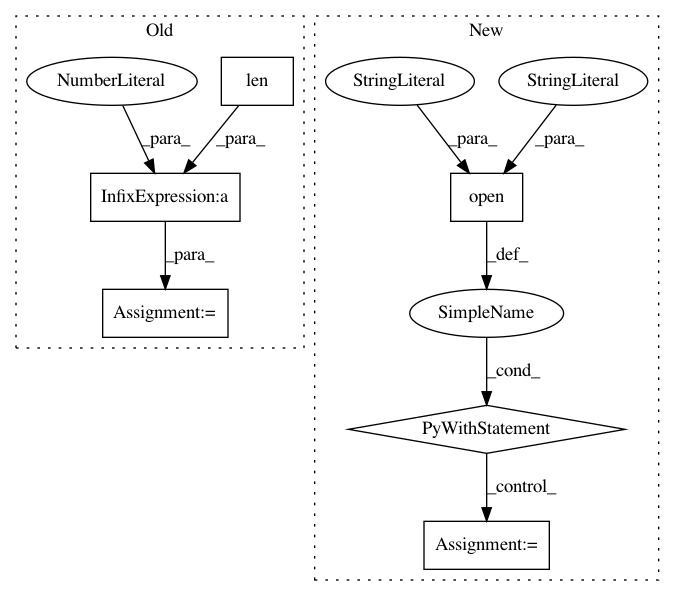 Old
New
NumberLiteral
len
StringLiteral
StringLiteral
_para_
_para_
_para_
_para_
InfixExpression:a
open
_para_
_def_
Assignment:=
SimpleName
_cond_
PyWithStatement
_control_
Assignment:=